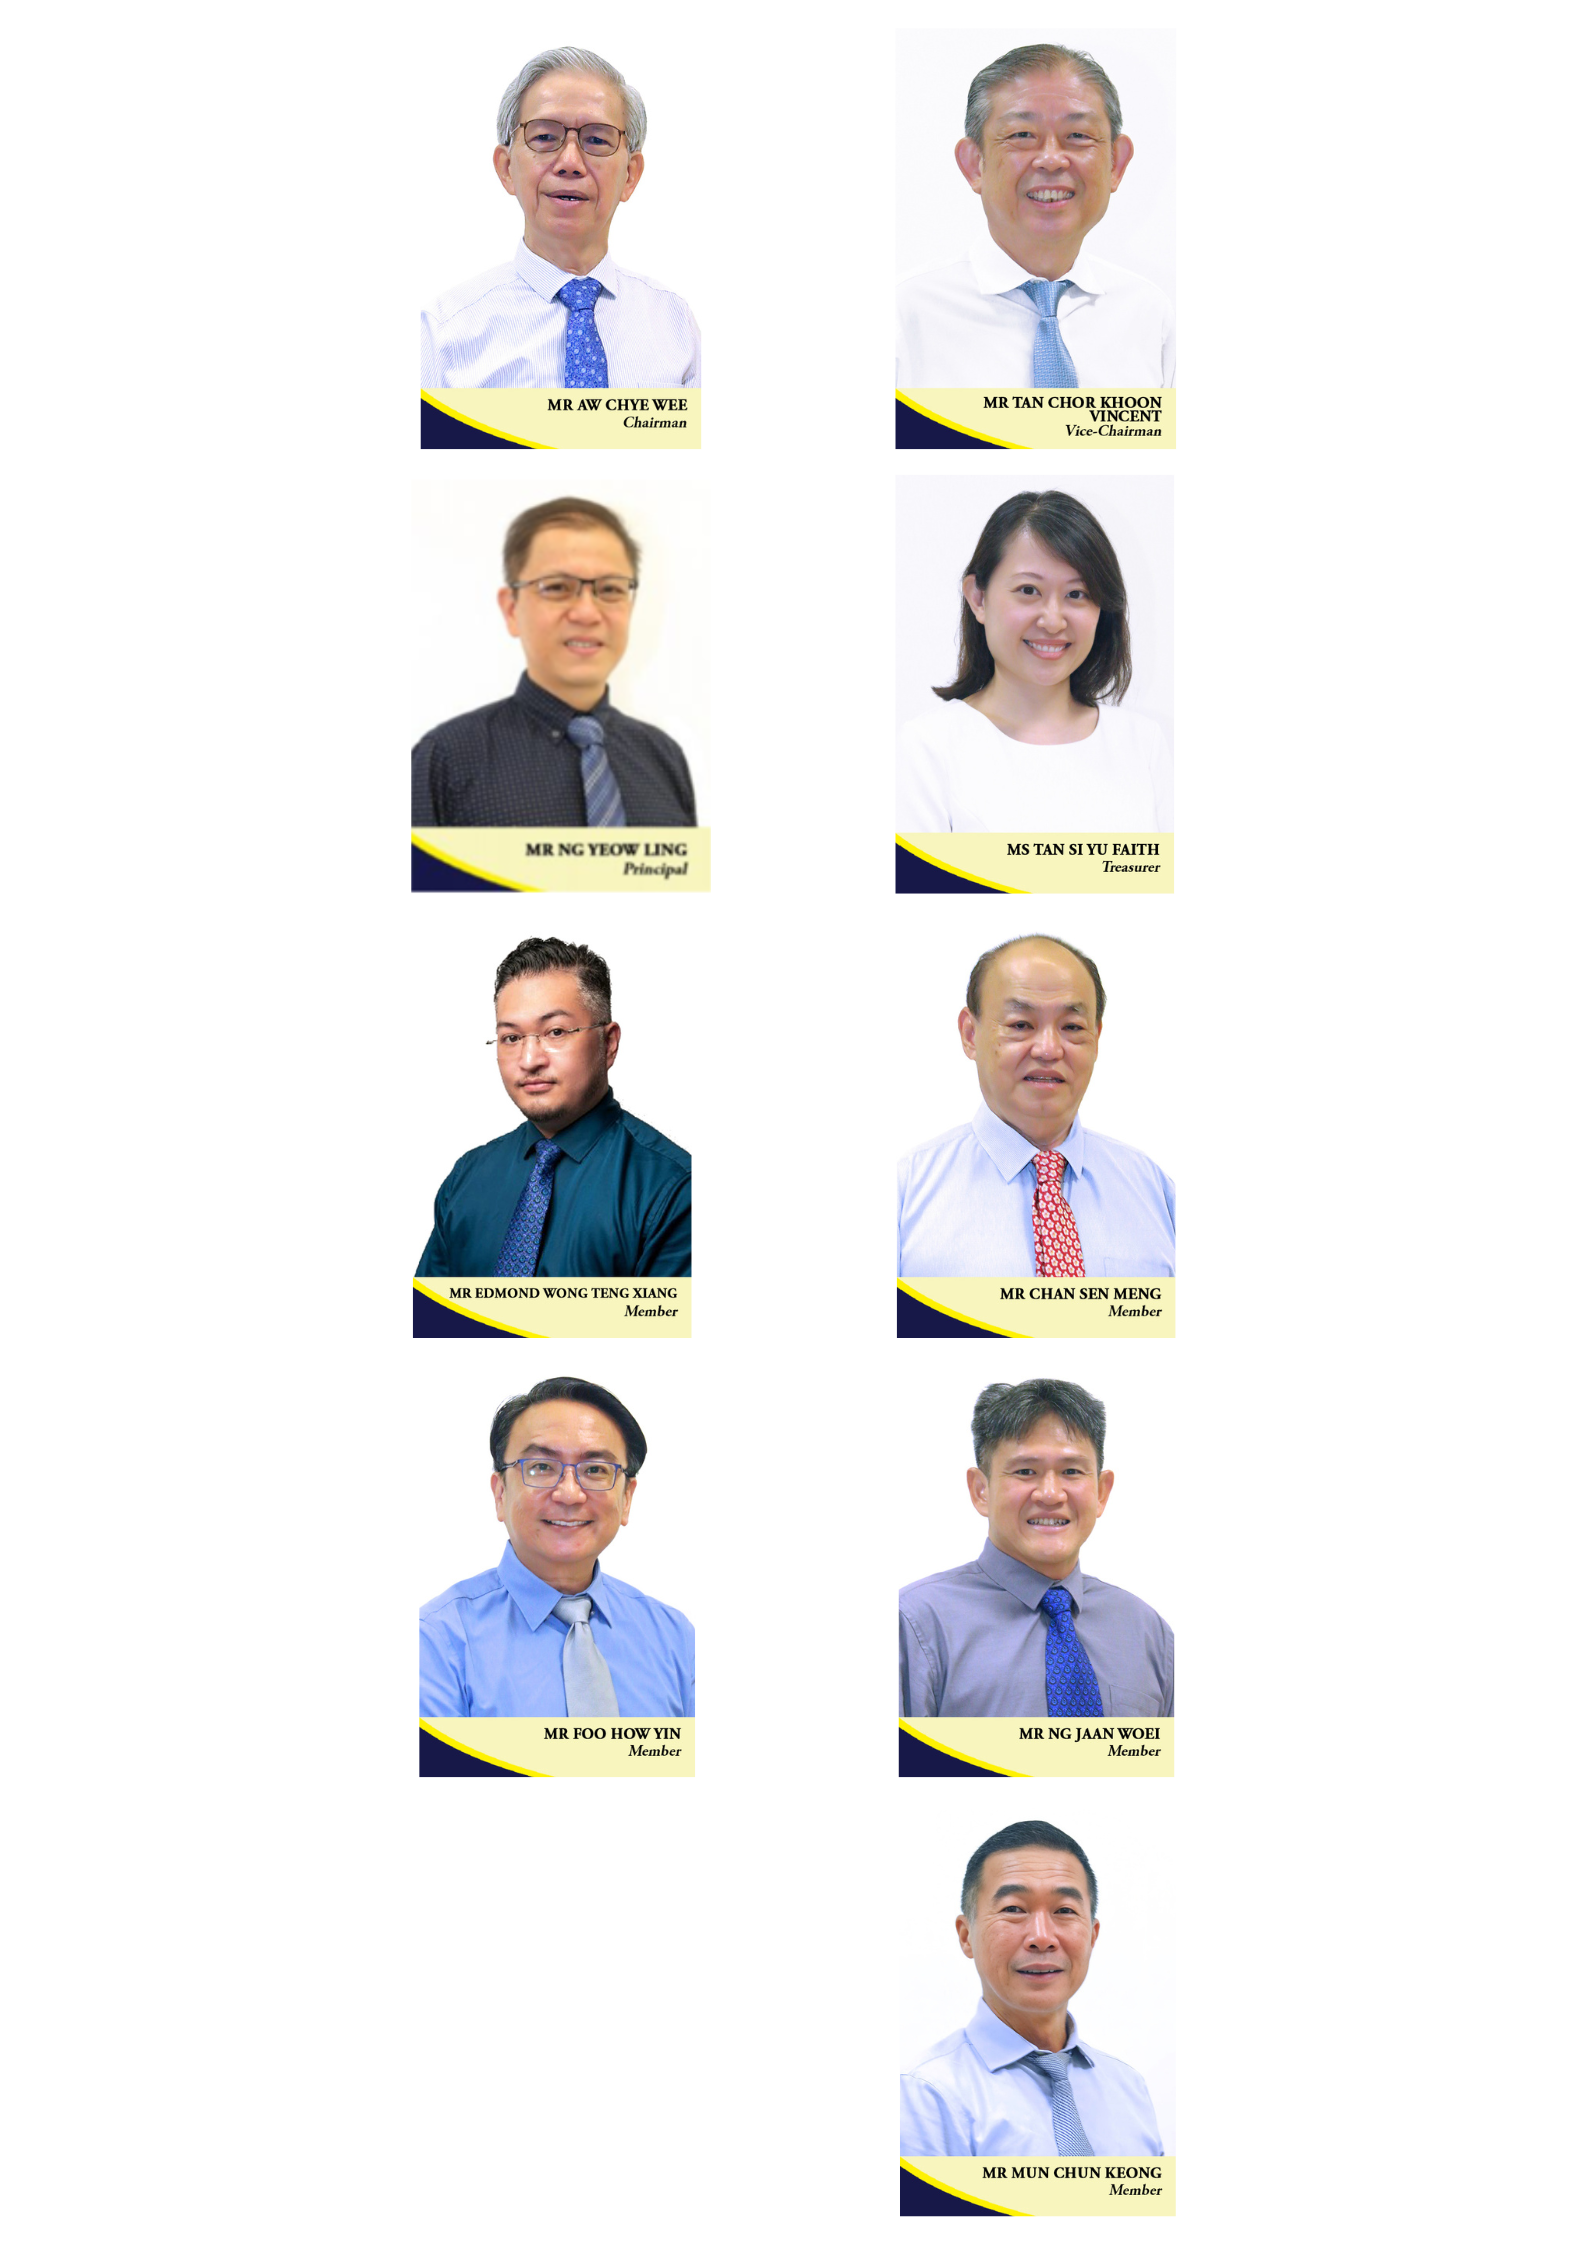 MR AW CHYE WEE
Chairman
MR TAN CHOR KHOON
VINCENT
Vice-Chairman
MR NG YEOW LING
Principal
MS TAN SI YU FAITH
Treasurer
MR EDMOND WONG TENG XIANG
Member
MR CHAN SEN MENG
Member
MR FOO HOW YIN
Member
MR NG JAAN WOEI
Member
MR MUN CHUN KEONG
Member